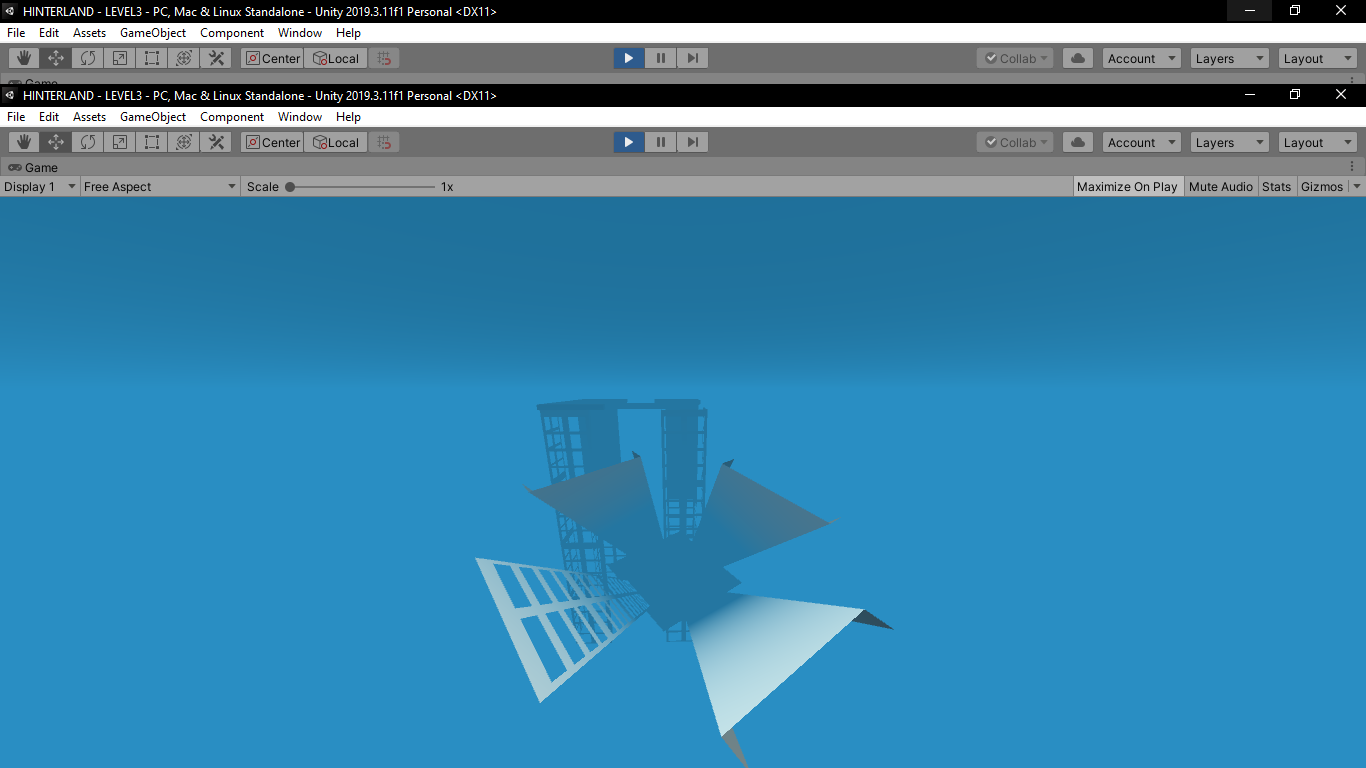 HINTERLAND - LEVEL3 - PC, Mac & Linux Standalone - Unity 2019.3.11f1 Personal <DX11>
File Edit Assets GameObject Component Window Help
Center Local Collab Account Layers Layout
Game
HINTERLAND - LEVEL3 - PC, Mac & Linux Standalone - Unity 2019.3.11f1 Personal <DX11>
File Edit Assets GameObject Component Window Help
Center Local Collab Account Layers Layout
Game
Display 1 Free Aspect Scale 1x Maximize On Play Mute Audio Stats Gizmos